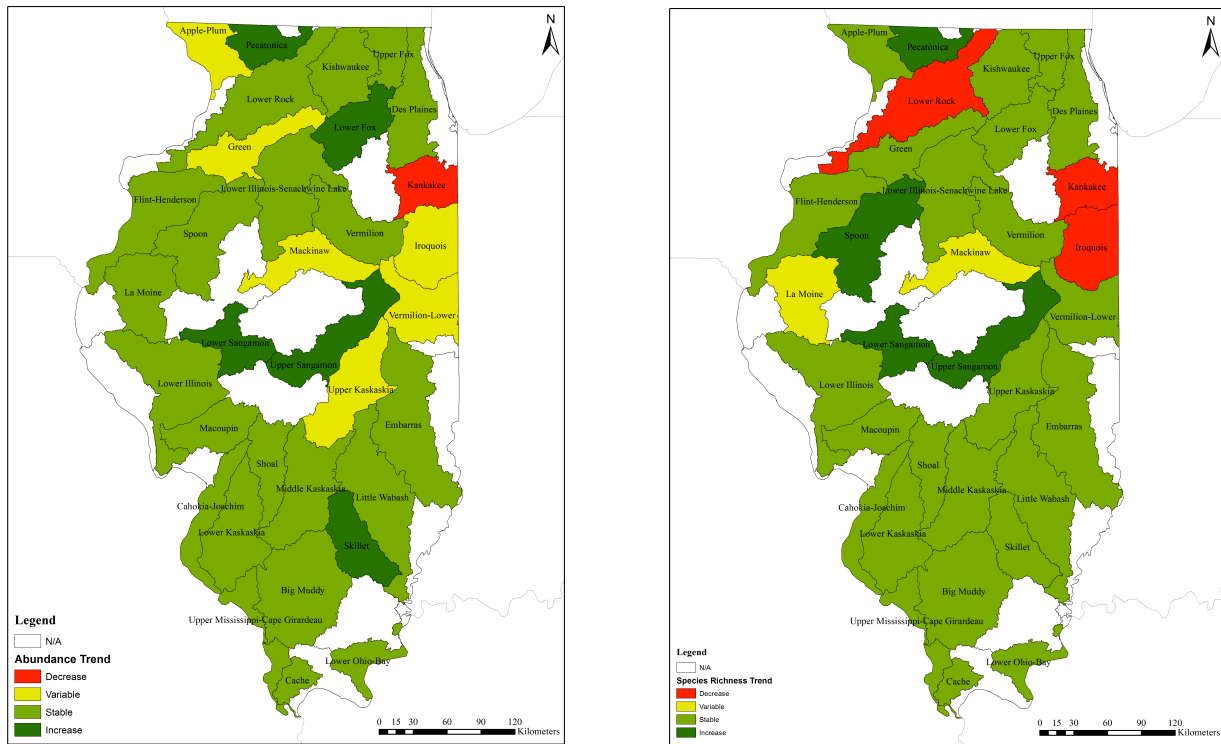 N
Apple-Plum
Pecatonica
Upper Fox
Kishwaukee
Lower Rock
Des Plaines
Lower Fox
Green
Kankakee
Lower Illinois-Senachwine Lake
Flint-Henderson
Spoon
Vermilion
Iroquois
Mackinaw
La Moine
Vermilion-Lower
Lower Sangamon
Upper Sangamon
Lower Illinois
Upper Kaskaskia
Macoupin
Embarras
Shoal
Middle Kaskaskia
Little Wabash
Cahokia-Joachim
Lower Kaskaskia
Skillet
Big Muddy
Upper Mississippi-Cape Girardeau
Lower Ohio-Bay
Cache
Legend
N/A
Abundance Trend
Decrease
Variable
Stable
Increase
0 15 30 60 90 120
Kilometers
N
Apple-Plum
Pecatonica
Upper Fox
Kishwaukee
Lower Rock
Des Plaines
Lower Fox
Green
Kankakee
Lower Illinois-Senachwine Lake
Flint-Henderson
Spoon
Vermilion
Iroquois
Mackinaw
La Moine
Vermilion-Lower
Lower Sangamon
Upper Sangamon
Lower Illinois
Upper Kaskaskia
Macoupin
Embarras
Shoal
Middle Kaskaskia
Little Wabash
Cahokia-Joachim
Lower Kaskaskia
Skillet
Big Muddy
Upper Mississippi-Cape Girardeau
Lower Ohio-Bay
Cache
Legend
N/A
Species Richness Trend
Decrease
Variable
Stable
Increase
0 15 30 60 90 120
Kilometers